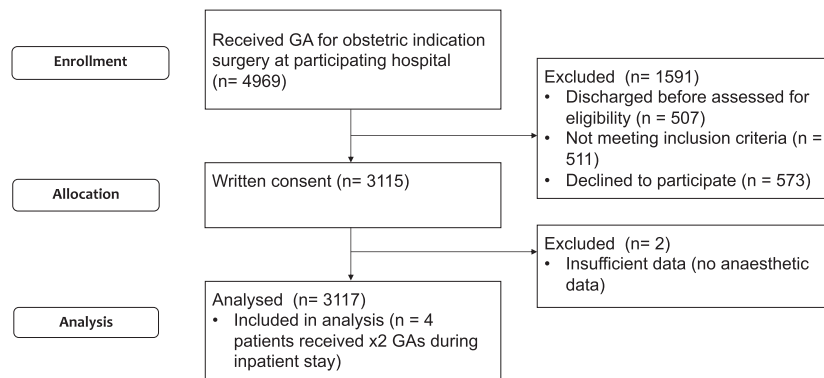 Enrollment
Received GA for obstetric indication
surgery at participating hospital
(n= 4969)
Excluded (n= 1591)
• Discharged before assessed for
eligibility (n = 507)
• Not meeting inclusion criteria (n =
511)
• Declined to participate (n = 573)
Allocation
Written consent (n= 3115)
Excluded (n= 2)
• Insufficient data (no anaesthetic
data)
Analysis
Analysed (n= 3117)
• Included in analysis (n = 4
patients received x2 GAs during
inpatient stay)